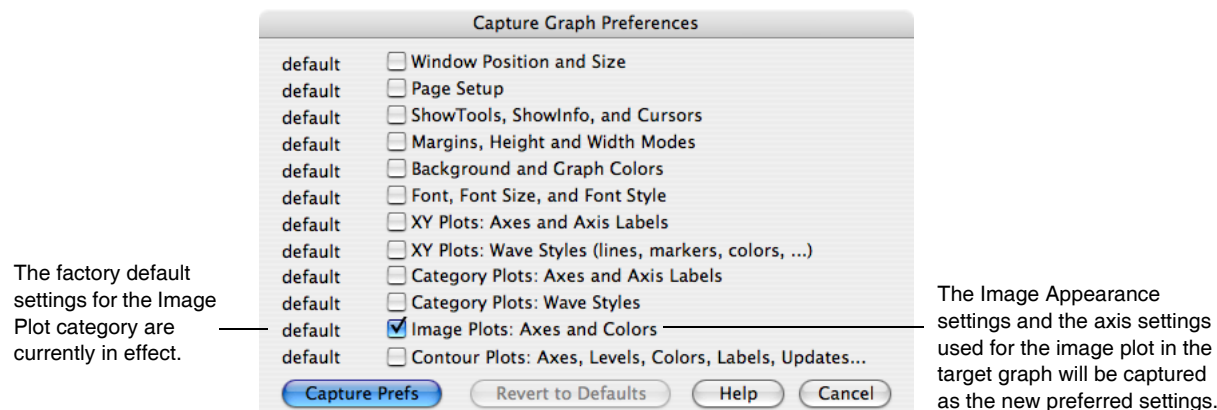 Capture Graph Preferences
default Window Position and Size
default Page Setup
default ShowTools, ShowInfo, and Cursors
default Margins, Height and Width Modes
default Background and Graph Colors
default Font, Font Size, and Font Style
default XY Plots: Axes and Axis Labels
default XY Plots: Wave Styles (lines, markers, colors, ...)
default Category Plots: Axes and Axis Labels
default Category Plots: Wave Styles
default Image Plots: Axes and Colors
default Contour Plots: Axes, Levels, Colors, Labels, Updates...
Capture Prefs Revert to Defaults Help Cancel
The factory default
settings for the Image
Plot category are
currently in effect.
The Image Appearance
settings and the axis settings
used for the image plot in the
target graph will be captured
as the new preferred settings.